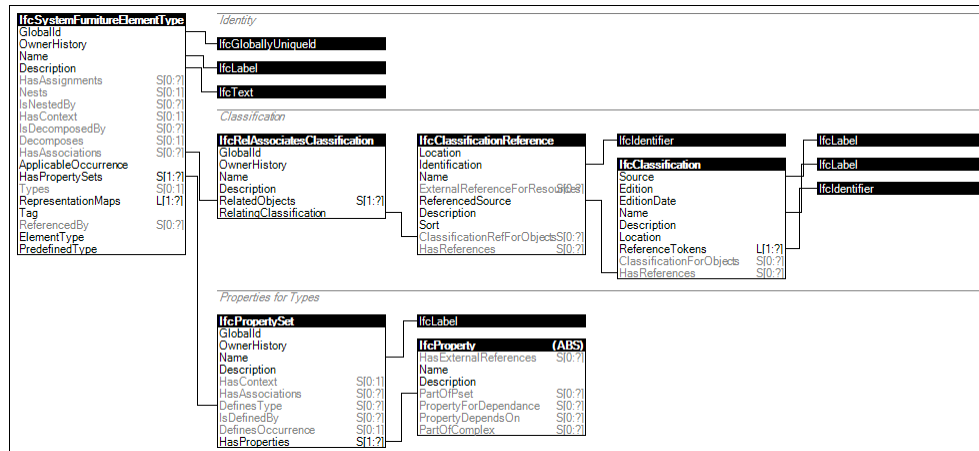 IfcSystemFurnitureElementType
GlobalId
OwnerHistory
Name
Description
HasAssignments S[0:?]
Nests S[0:1]
IsNestedBy S[0:?]
HasContext S[0:1]
IsDecomposedBy S[0:?]
Decomposes S[0:1]
HasAssociations S[0:?]
ApplicableOccurrence
HasPropertySets S[1:?]
Types S[0:1]
RepresentationMaps L[1:?]
Tag
ReferencedBy S[0:?]
ElementType
PredefinedType
Identity
IfcGloballyUniqueId
IfcLabel
IfcText
Classification
IfcRelAssociatesClassification
GlobalId
OwnerHistory
Name
Description
RelatedObjects S[1:?]
RelatingClassification
IfcClassificationReference
Location
Identification
Name
ExternalReferenceForResources S[0:?]
ReferencedSource
Description
Sort
ClassificationRefForObjects S[0:?]
HasReferences S[0:?]
IfcIdentifier
IfcClassification
Source
Edition
EditionDate
Name
Description
Location
ReferenceTokens L[1:?]
ClassificationForObjects S[0:?]
HasReferences S[0:?]
IfcLabel
IfcLabel
IfcIdentifier
Properties for Types
IfcPropertySet
GlobalId
OwnerHistory
Name
Description
HasContext S[0:1]
HasAssociations S[0:?]
DefinesType S[0:?]
IsDefinedBy S[0:?]
DefinesOccurrence S[0:1]
HasProperties S[1:?]
IfcLabel
IfcProperty (ABS)
HasExternalReferences S[0:?]
Name
Description
PartOfPset S[0:?]
PropertyForDependance S[0:?]
PropertyDependsOn S[0:?]
PartOfComplex S[0:?]